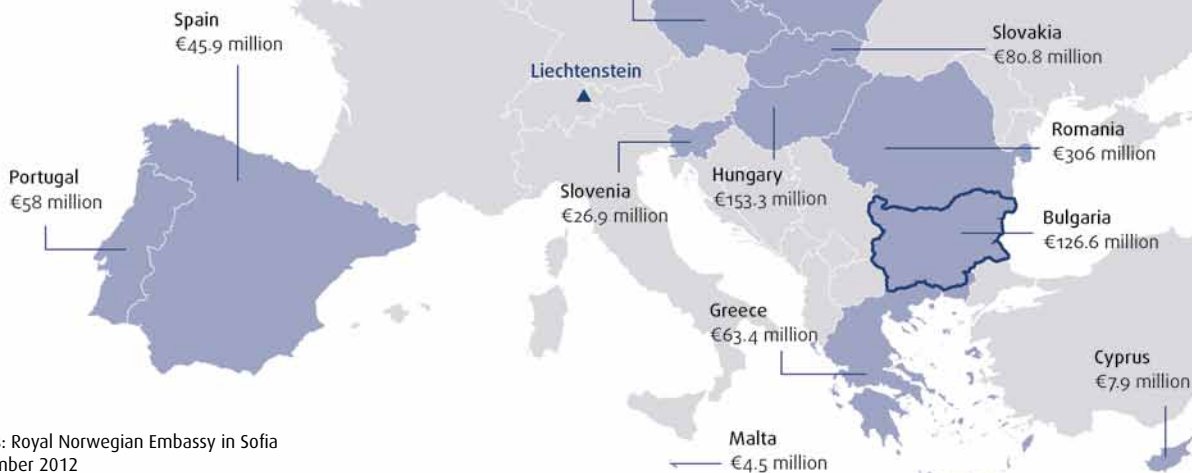 Spain
€45.9 million
Slovakia
€80.8 million
Liechtenstein
Romania
€306 million
Portugal
€58 million
Slovenia
€26.9 million
Hungary
€153.3 million
Bulgaria
€126.6 million
Greece
€63.4 million
Cyprus
€7.9 million
Malta
€4.5 million
: Royal Norwegian Embassy in Sofia
mber 2012